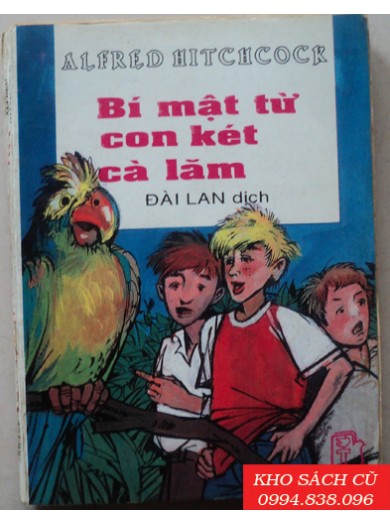 ALFRED HITCHCOCK
Bí mật từ
con két
cà lăm
ĐÀI LAN dịch
KHO SÁCH CŨ
0994.838.096